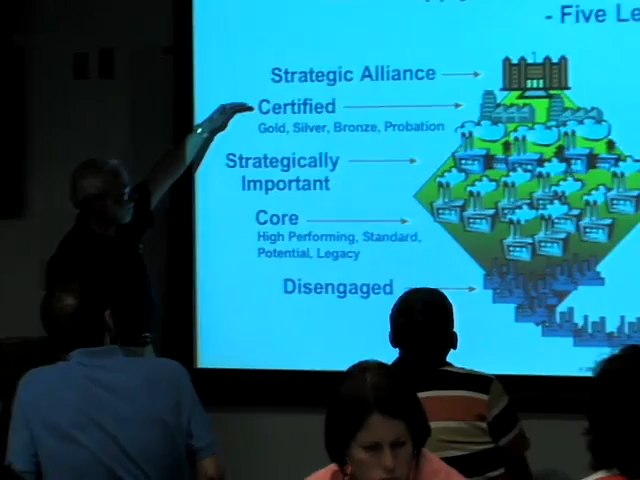 - Five Le
Strategic Alliance
Certified
Gold, Silver, Bronze, Probation
Strategically
Important
Core
High Performing, Standard,
Potential, Legacy
Disengaged